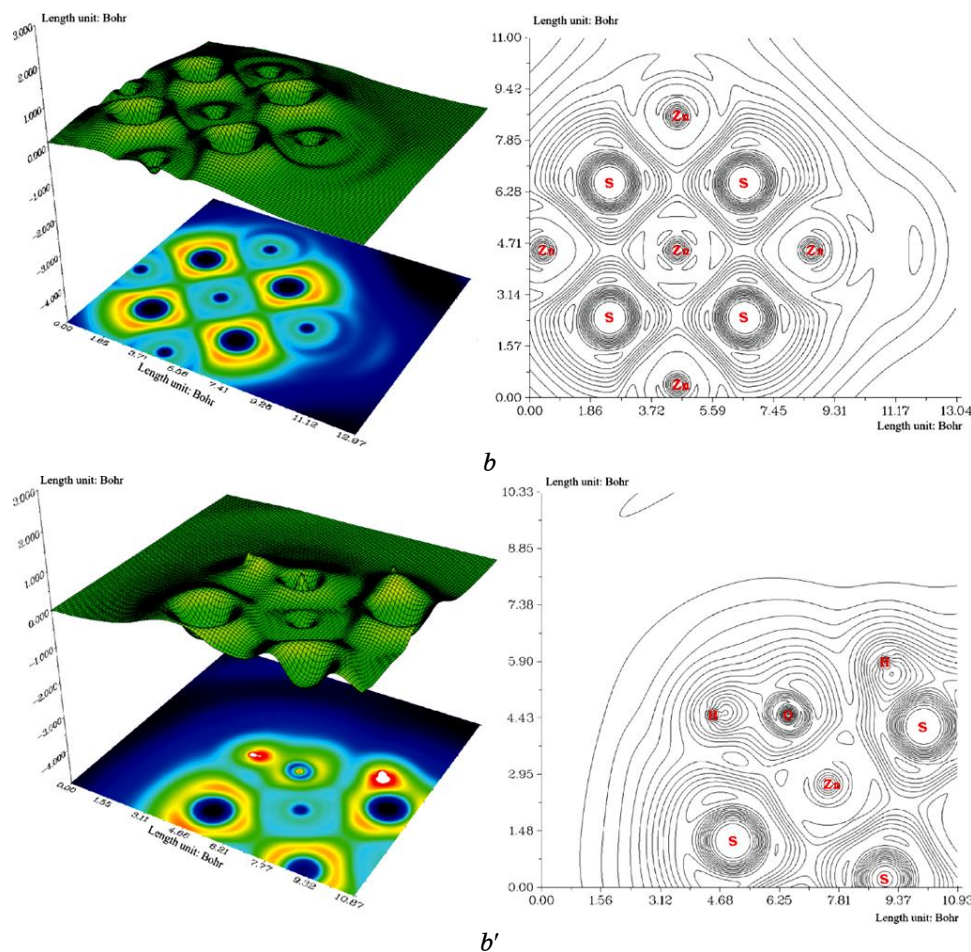 Length unit: Bohr
3.000
2.000
1.000
0.000
-1.000
-2.000
-3.000
-4.000
0.00
1.85
3.71
5.56
7.41
9.26
11.12
12.97
Length unit: Bohr
Length unit: Bohr
11.00
9.42
7.85
6.28
4.71
3.14
1.57
0.00
Zn
S S
Zn Zn Zn
S S
Zn
0.00 1.86 3.72 5.59 7.45 9.31 11.17 13.04
Length unit: Bohr
b
Length unit: Bohr
3.000
2.000
1.000
0.000
-1.000
-2.000
-3.000
-4.000
0.00
1.55
3.11
4.66
6.21
7.77
9.32
10.87
Length unit: Bohr
Length unit: Bohr
10.33
8.85
7.38
5.90
4.43
2.95
1.48
0.00
H
H S
Zn
S
S
0.00 1.56 3.12 4.68 6.25 7.81 9.37 10.93
Length unit: Bohr
b′